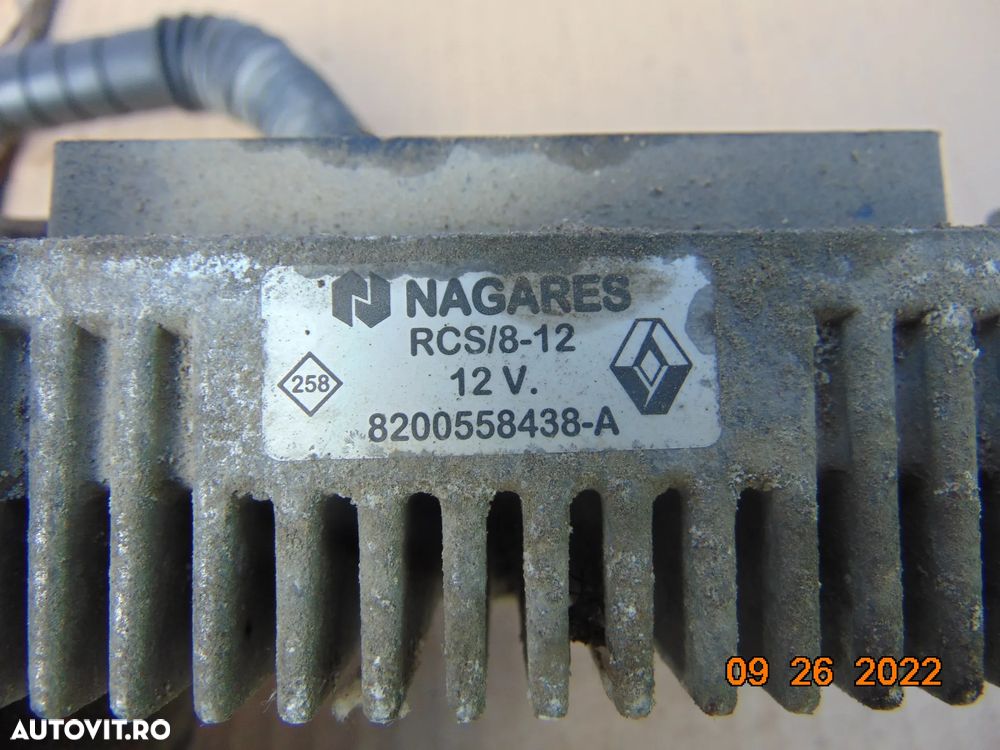 NAGARES
RCS/8-12
258
12 V.
8200558438-A
09 26 2022
AUTOVIT.RO